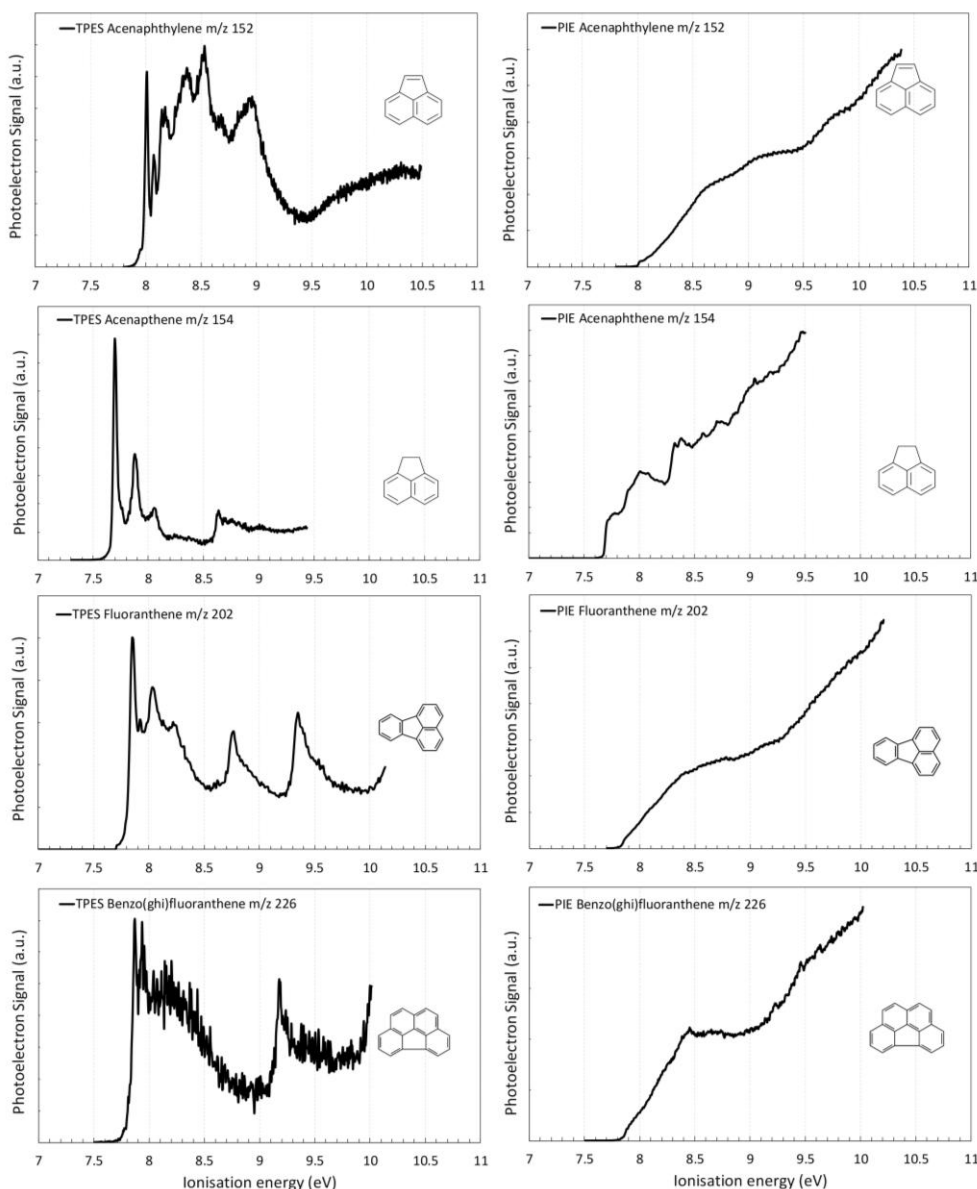 TPES Acenaphthylene m/z 152
Photoelectron Signal (a.u.)
7 7.5 8 8.5 9 9.5 10 10.5 11
PIE Acenaphthylene m/z 152
Photoelectron Signal (a.u.)
7 7.5 8 8.5 9 9.5 10 10.5 11
TPES Acenapthene m/z 154
Photoelectron Signal (a.u.)
7 7.5 8 8.5 9 9.5 10 10.5 11
PIE Acenaphthene m/z 154
Photoelectron Signal (a.u.)
7 7.5 8 8.5 9 9.5 10 10.5 11
TPES Fluoranthene m/z 202
Photoelectron Signal (a.u.)
7 7.5 8 8.5 9 9.5 10 10.5 11
PIE Fluoranthene m/z 202
Photoelectron Signal (a.u.)
7 7.5 8 8.5 9 9.5 10 10.5 11
TPES Benzo(ghi)fluoranthene m/z 226
Photoelectron Signal (a.u.)
7 7.5 8 8.5 9 9.5 10 10.5 11
Ionisation energy (eV)
PIE Benzo(ghi)fluoranthene m/z 226
Photoelectron Signal (a.u.)
7 7.5 8 8.5 9 9.5 10 10.5 11
Ionisation energy (eV)